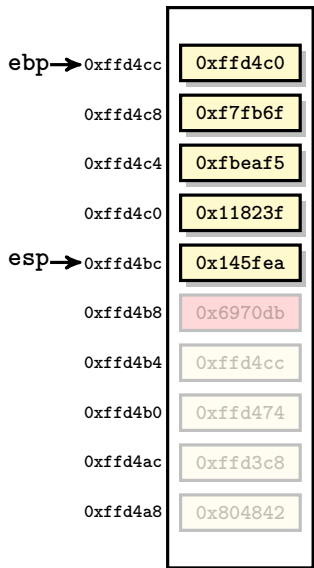 ebp 0xffd4cc 0xffd4c0
0xffd4c8 0xf7fb6f
0xffd4c4 0xfbeaf5
0xffd4c0 0x11823f
esp 0xffd4bc 0x145fea
0xffd4b8 0x6970db
0xffd4b4 0xffd4cc
0xffd4b0 0xffd474
0xffd4ac 0xffd3c8
0xffd4a8 0x804842